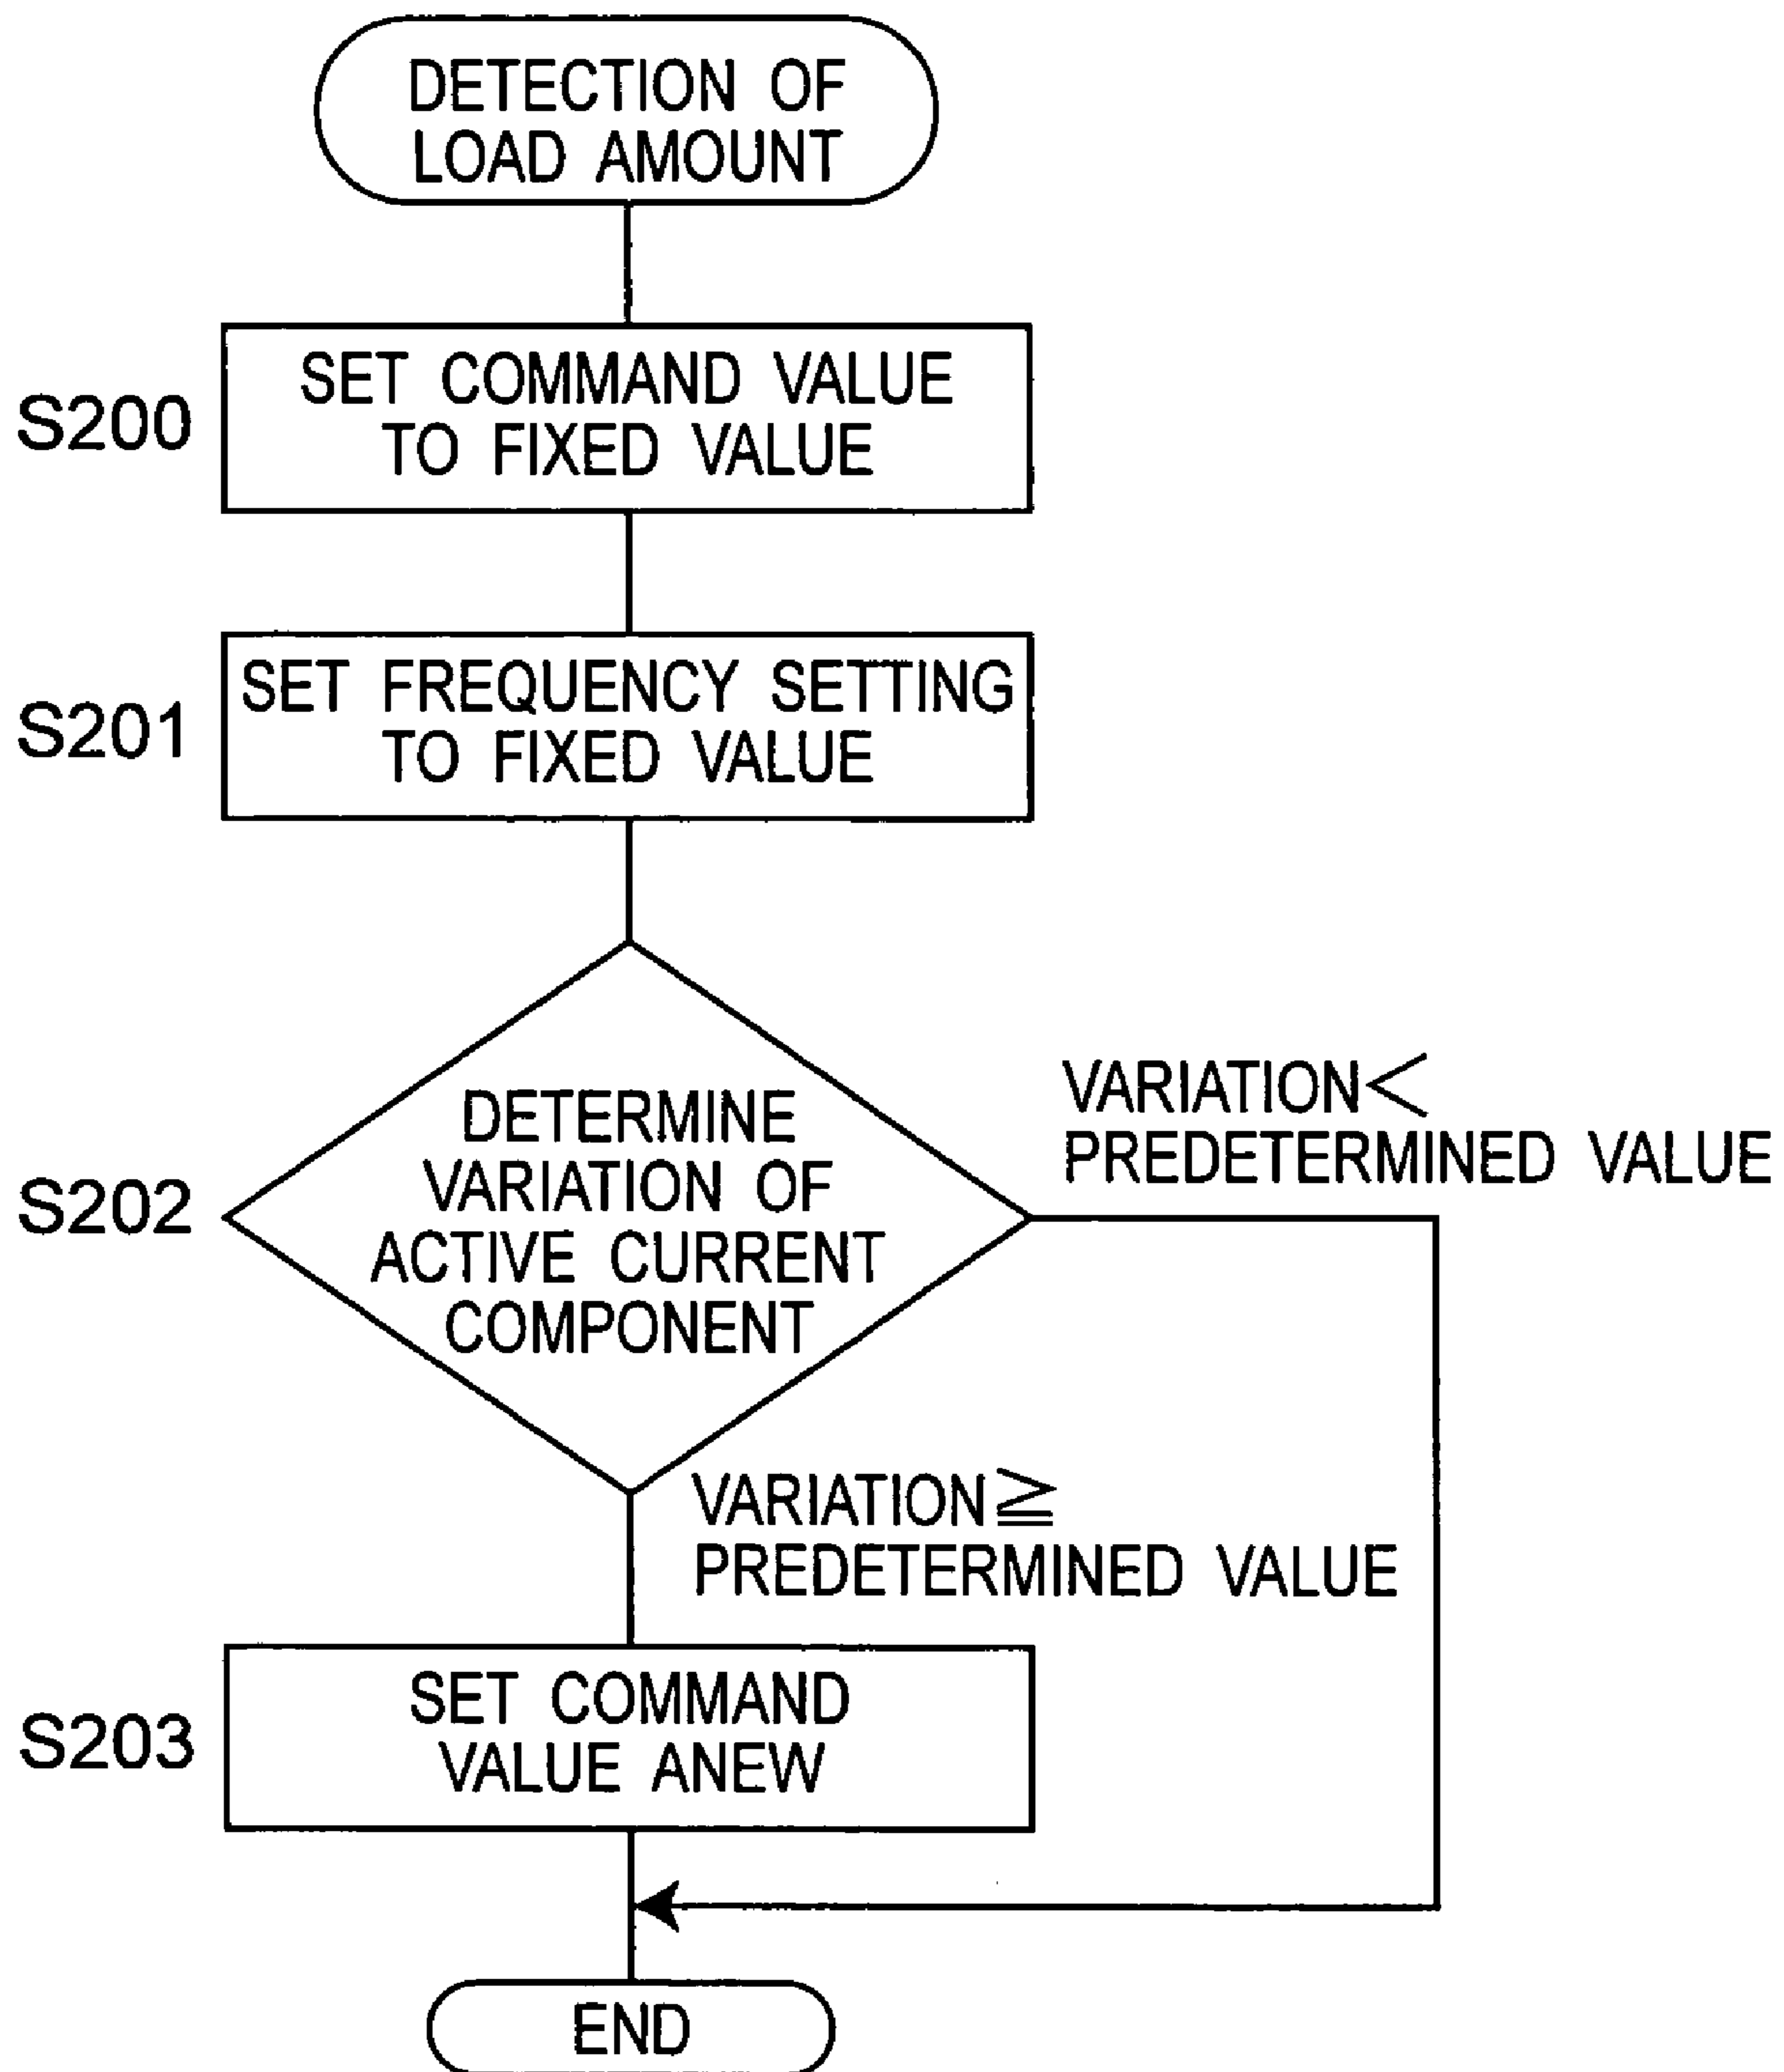 DETECTION OF
LOAD AMOUNT
S200
SET COMMAND VALUE
TO FIXED VALUE
S201
SET FREQUENCY SETTING
TO FIXED VALUE
S202
DETERMINE
VARIATION OF
ACTIVE CURRENT
COMPONENT
VARIATION<
PREDETERMINED VALUE
VARIATION≧
PREDETERMINED VALUE
S203
SET COMMAND
VALUE ANEW
END